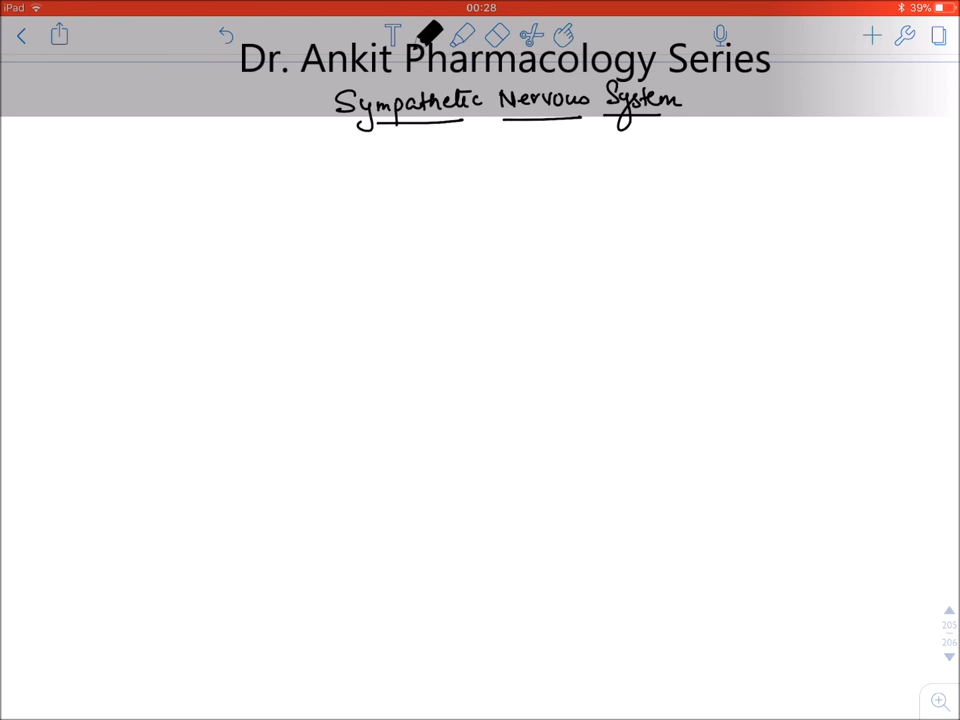 iPad 00:28 39%
T
Dr. Ankit Pharmacology Series
Sympathetic Nervous System
205
206